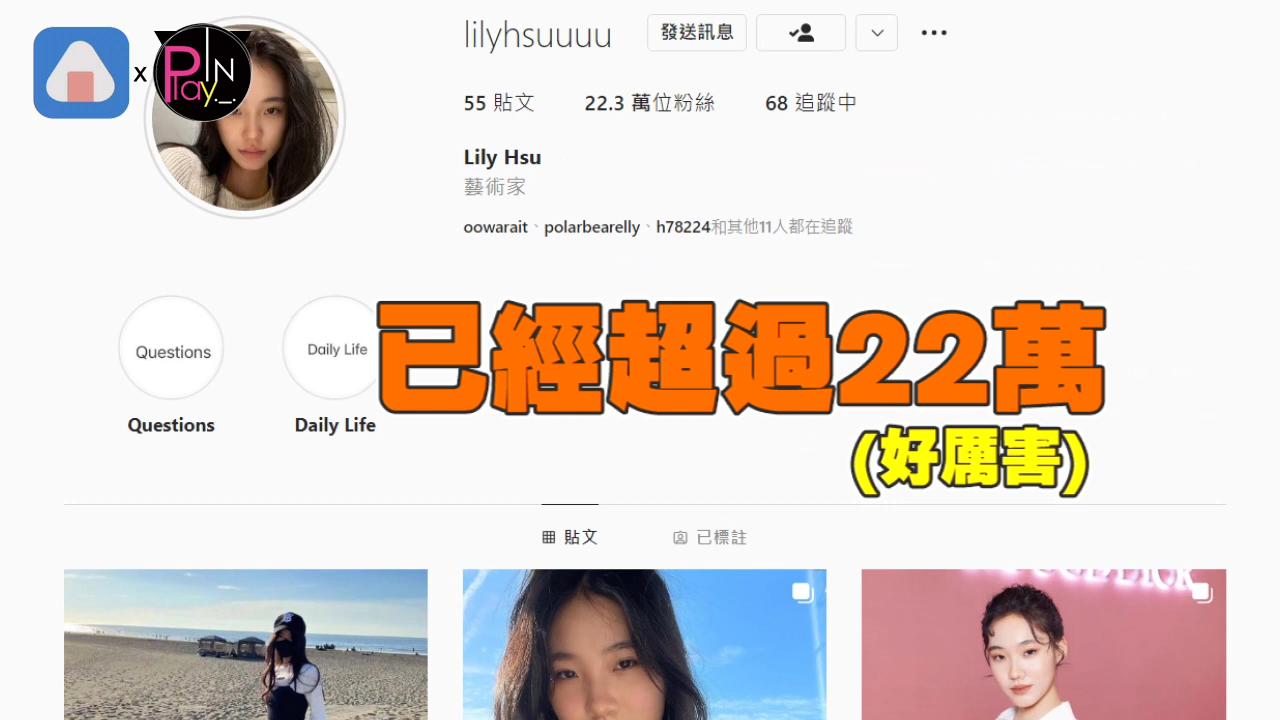 lilyhsuuuu 發送訊息
x PlayIN._.
55 貼文 22.3 萬位粉絲 68 追蹤中
Lily Hsu
藝術家
oowarait、polarbearelly、h78224和其他11人都在追蹤
Questions Daily Life
已經超過22萬
Questions Daily Life
(好厲害)
貼文 已標註